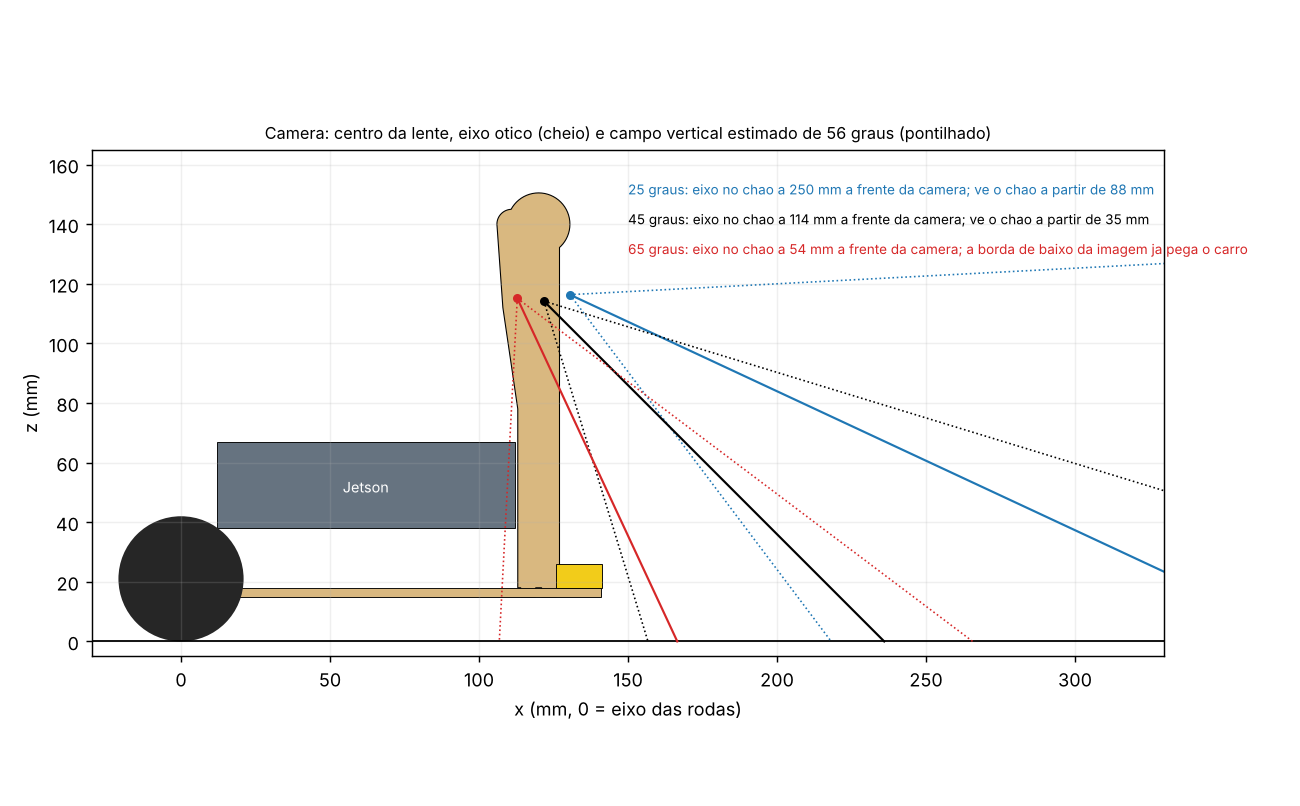 Camera: centro da lente, eixo otico (cheio) e campo vertical estimado de 56 graus (pontilhado)
25 graus: eixo no chao a 250 mm a frente da camera; ve o chao a partir de 88 mm
45 graus: eixo no chao a 114 mm a frente da camera; ve o chao a partir de 35 mm
65 graus: eixo no chao a 54 mm a frente da camera; a borda de baixo da imagem ja pega o carro
160
140
120
100
80
60
40
20
0
z (mm)
Jetson
0 50 100 150 200 250 300
x (mm, 0 = eixo das rodas)